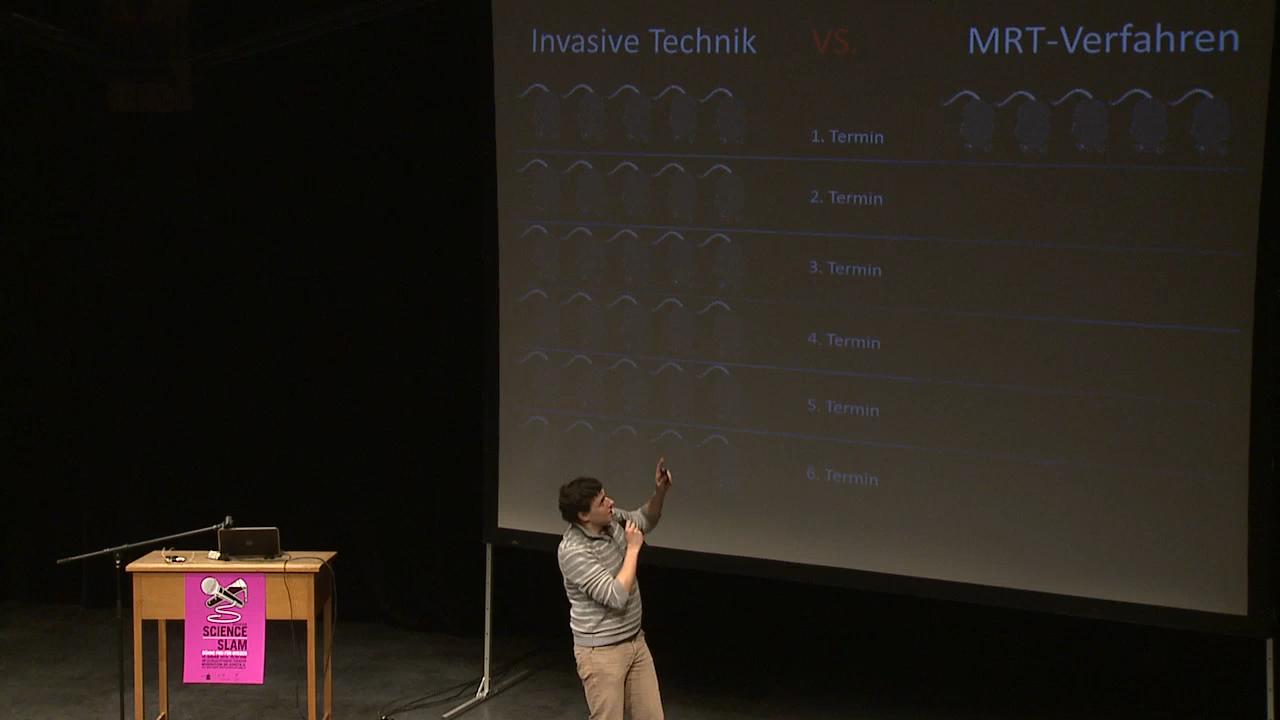 Invasive Technik VS. MRT-Verfahren
1. Termin
2. Termin
3. Termin
4. Termin
5. Termin
6. Termin
SCIENCE
SLAM